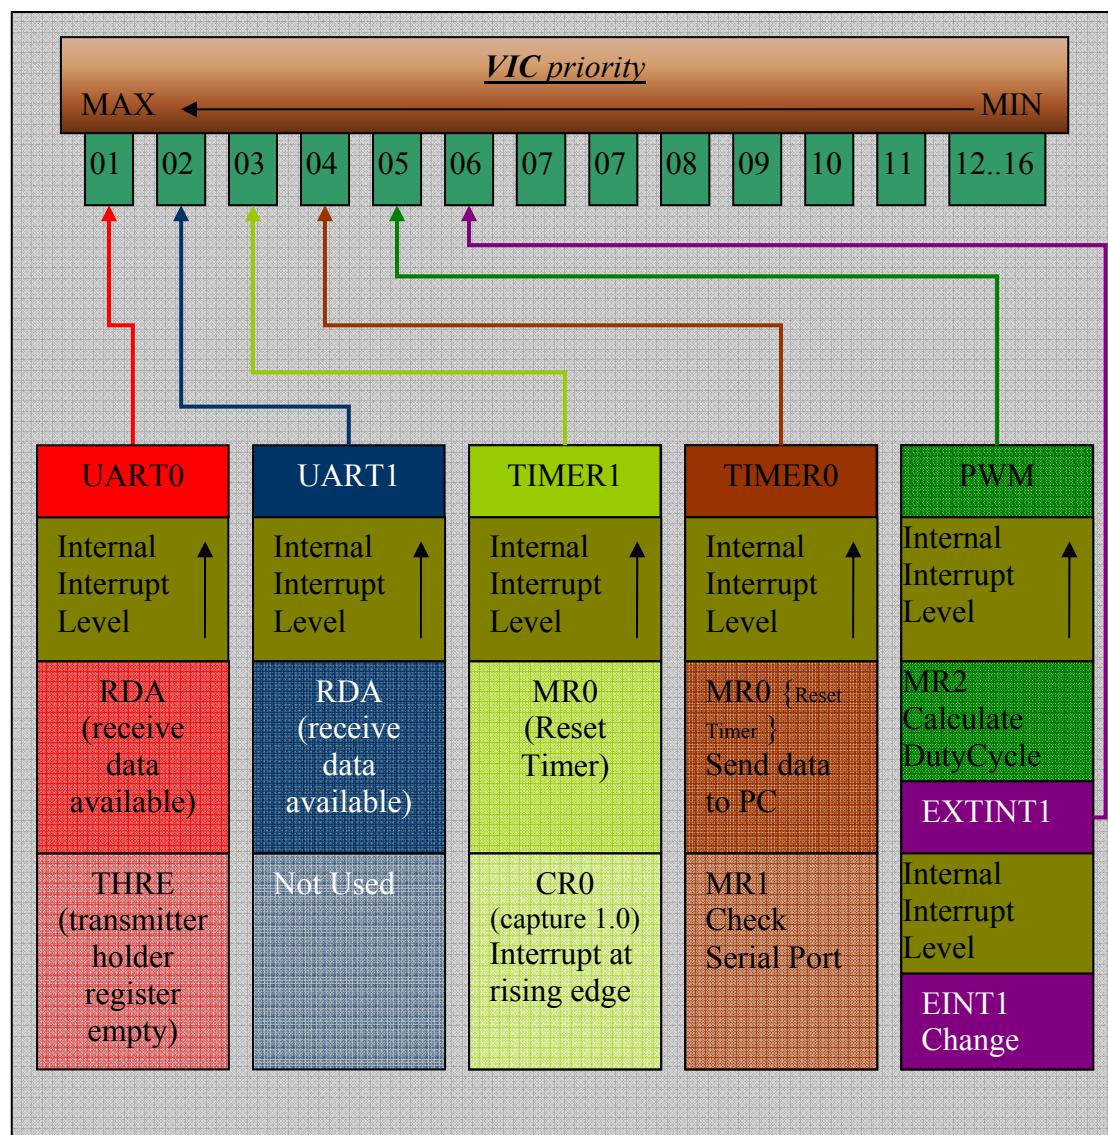 VIC priority
MAX MIN
01 02 03 04 05 06 07 07 08 09 10 11 12..16
UART0
Internal
Interrupt
Level
RDA
(receive
data
available)
THRE
(transmitter
holder
register
empty)
UART1
Internal
Interrupt
Level
RDA
(receive
data
available)
Not Used
TIMER1
Internal
Interrupt
Level
MR0
(Reset
Timer)
CR0
(capture 1.0)
Interrupt at
rising edge
TIMER0
Internal
Interrupt
Level
MR0 {Reset
Timer }
Send data
to PC
MR1
Check
Serial Port
PWM
Internal
Interrupt
Level
MR2
Calculate
DutyCycle
EXTINT1
Internal
Interrupt
Level
EINT1
Change